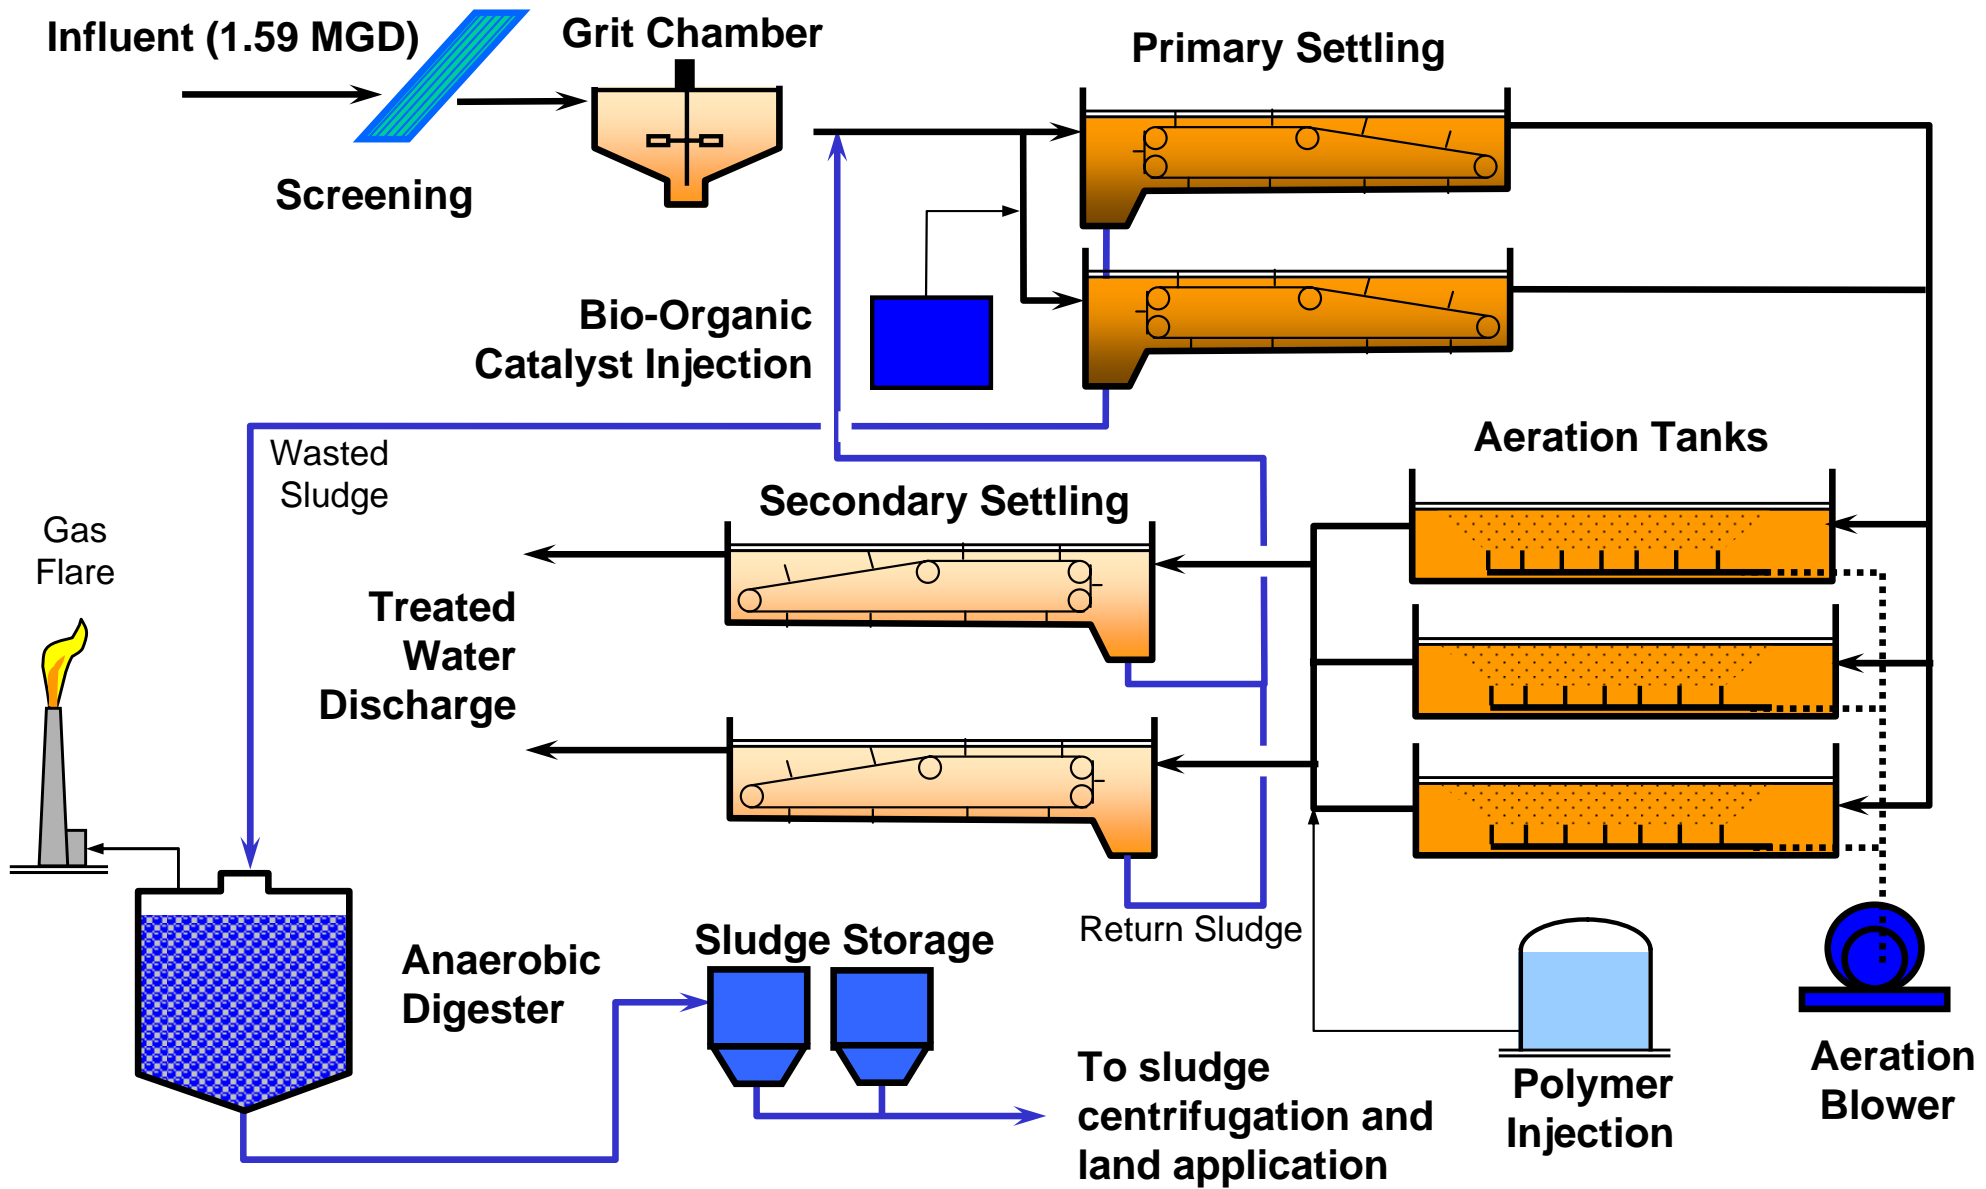 Influent (1.59 MGD)
Grit Chamber
Primary Settling
Screening
Bio-Organic
Catalyst Injection
Wasted
Sludge
Aeration Tanks
Secondary Settling
Gas
Flare
Treated
Water
Discharge
Return Sludge
Sludge Storage
Anaerobic
Digester
To sludge
centrifugation and
land application
Polymer
Injection
Aeration
Blower